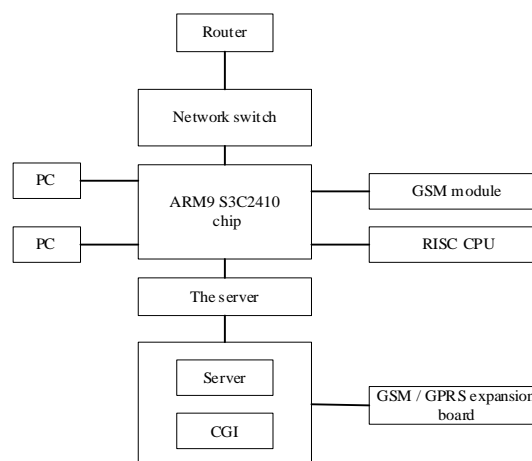 Router
Network switch
PC
ARM9 S3C2410
chip
GSM module
PC
RISC CPU
The server
Server
GSM / GPRS expansion
board
CGI